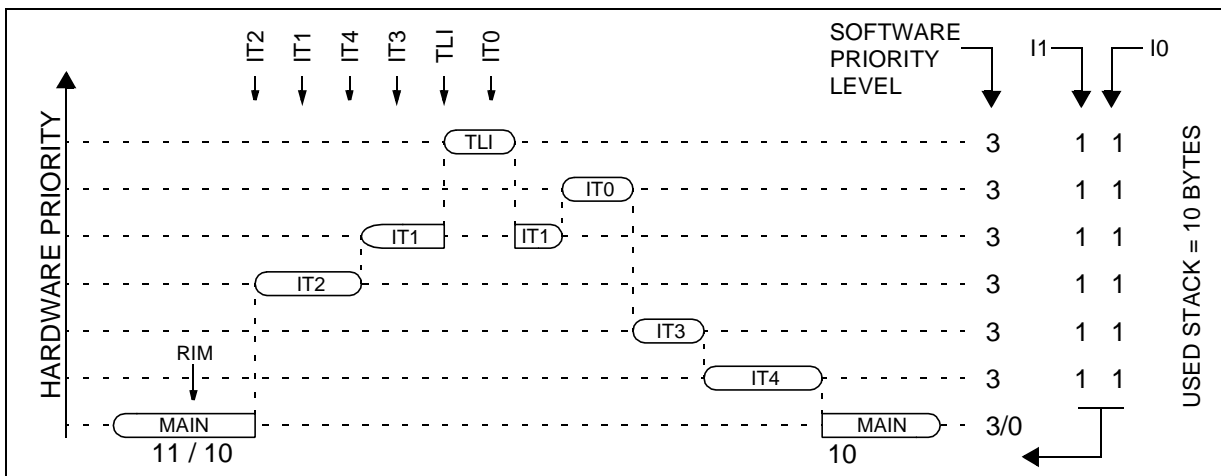 IT2
IT1
IT4
IT3
TLI
IT0
SOFTWARE
PRIORITY
LEVEL
I1
I0
HARDWARE PRIORITY
TLI
3
1 1
IT0
3
1 1
IT1
IT1
3
1 1
IT2
3
1 1
RIM
IT3
3
1 1
IT4
3
1 1
MAIN
MAIN
3/0
11 / 10
10
USED STACK = 10 BYTES